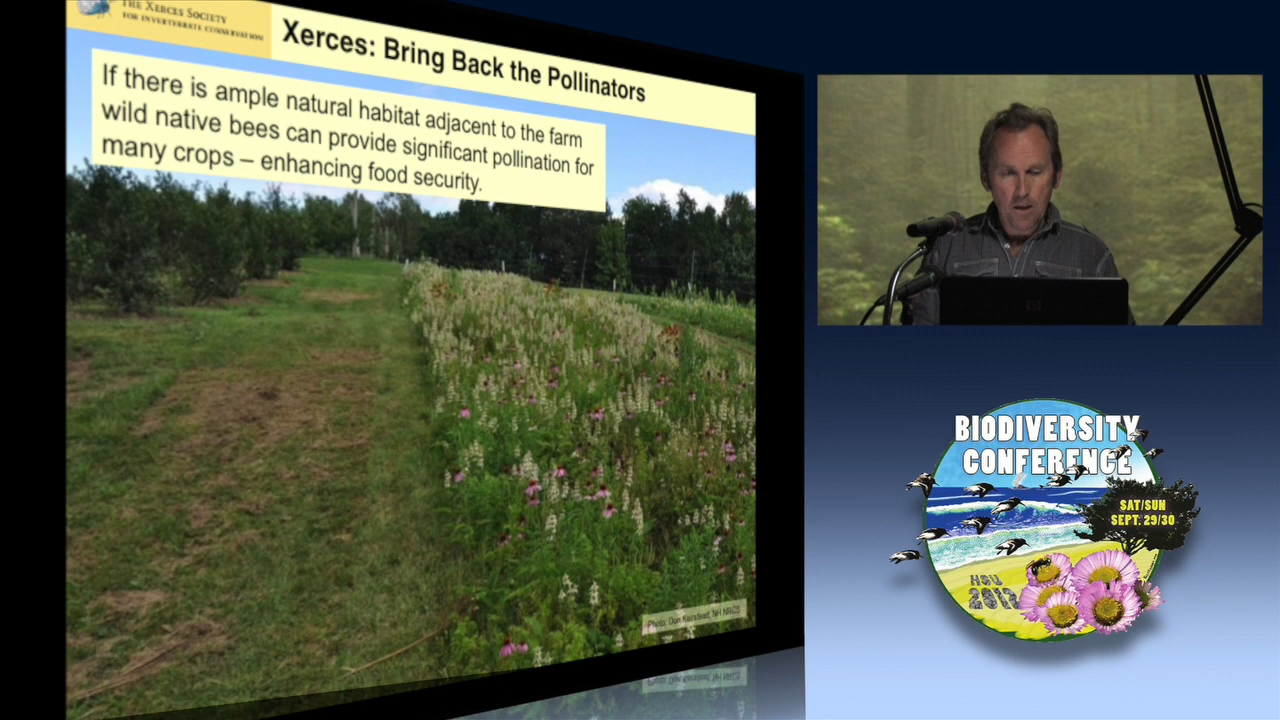 THE XERCES SOCIETY
FOR INVERTEBRATE CONSERVATION
Xerces: Bring Back the Pollinators
If there is ample natural habitat adjacent to the farm
wild native bees can provide significant pollination for
many crops – enhancing food security.
Photo: Don Keirstead, NH NRCS
BIODIVERSITY
CONFERENCE
SAT/SUN
SEPT. 29/30
HSU
2012